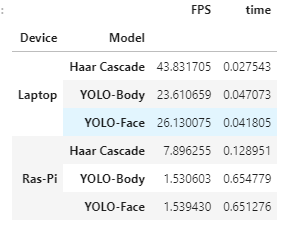 : FPS time
Device Model
Haar Cascade 43.831705 0.027543
Laptop YOLO-Body 23.610659 0.047073
YOLO-Face 26.130075 0.041805
Haar Cascade 7.896255 0.128951
Ras-Pi YOLO-Body 1.530603 0.654779
YOLO-Face 1.539430 0.651276